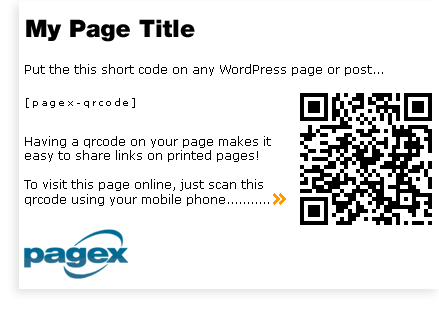 My Page Title
Put the this short code on any WordPress page or post...
[pagex-qrcode]
Having a qrcode on your page makes it
easy to share links on printed pages!
To visit this page online, just scan this
qrcode using your mobile phone...........»
pagex